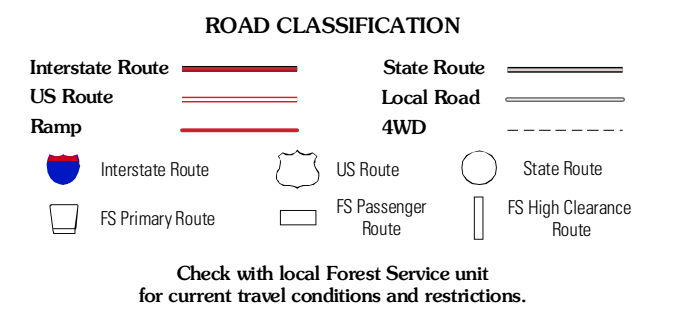 ROAD CLASSIFICATION
Interstate Route
State Route
US Route
Local Road
Ramp
4WD
Interstate Route
US Route
State Route
FS Primary Route
FS Passenger
Route
FS High Clearance
Route
Check with local Forest Service unit
for current travel conditions and restrictions.